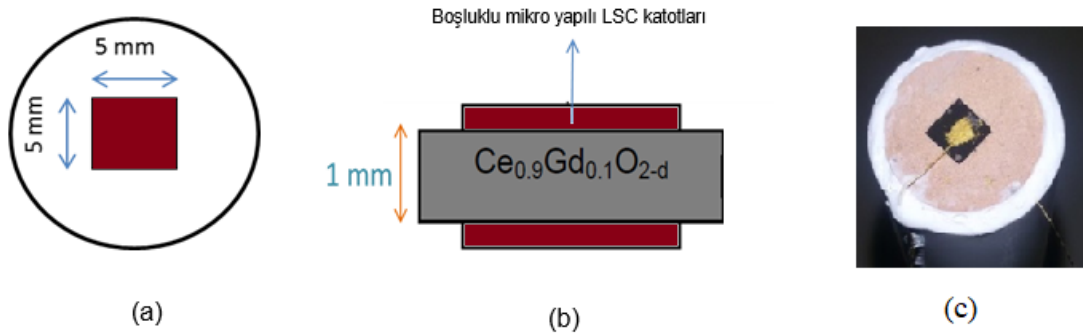 Boşluklu mikro yapılı LSC katotları
5 mm
5 mm
1 mm
Ce0.9Gd0.1O2-d
(a)
(b)
(c)